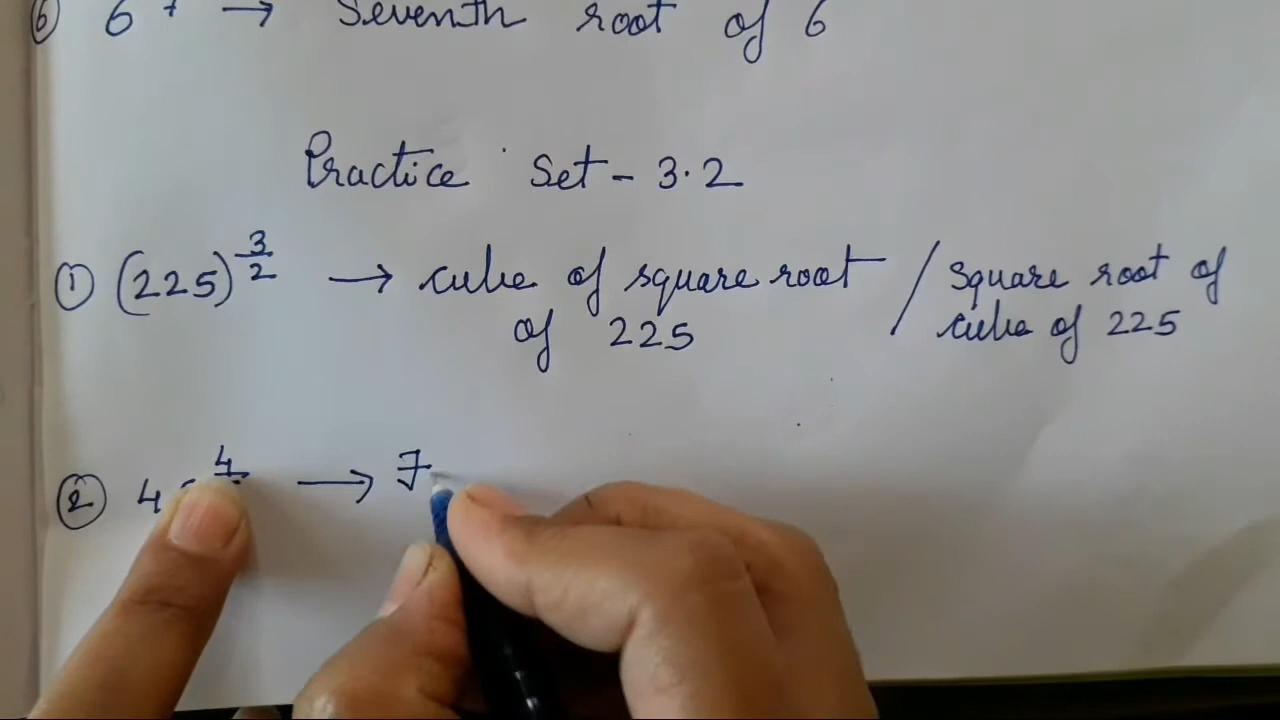 ⑥ 6 → Seventh root of 6
Practice Set - 3.2
① (225)^3/2 → cube of square root / square root of
of 225 cube of 225
② 4 4 → F